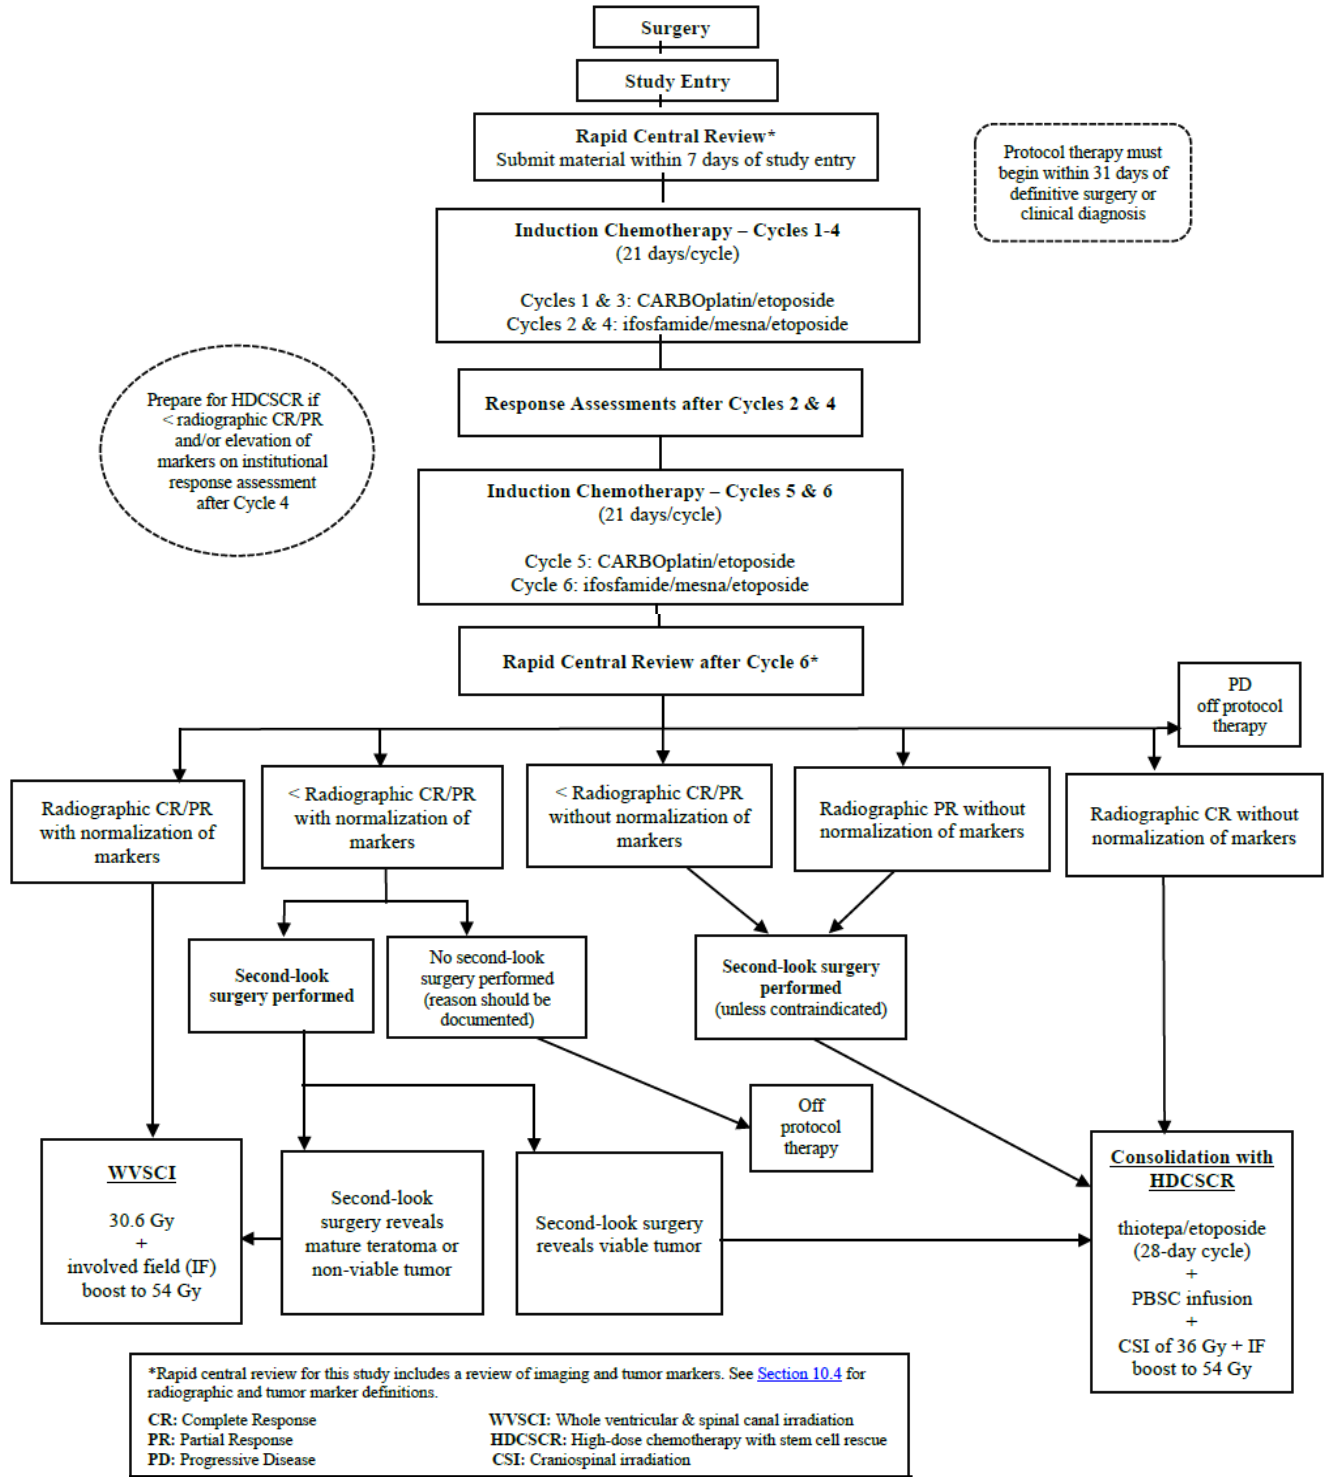 Surgery
Study Entry
Rapid Central Review*
Submit material within 7 days of study entry
Protocol therapy must
begin within 31 days of
definitive surgery or
clinical diagnosis
Induction Chemotherapy – Cycles 1-4
(21 days/cycle)
Cycles 1 & 3: CARBOplatin/etoposide
Cycles 2 & 4: ifosfamide/mesna/etoposide
Prepare for HDCSCR if
< radiographic CR/PR
and/or elevation of
markers on institutional
response assessment
after Cycle 4
Response Assessments after Cycles 2 & 4
Induction Chemotherapy – Cycles 5 & 6
(21 days/cycle)
Cycle 5: CARBOplatin/etoposide
Cycle 6: ifosfamide/mesna/etoposide
Rapid Central Review after Cycle 6*
PD
off protocol
therapy
Radiographic CR/PR
with normalization of
markers
< Radiographic CR/PR
with normalization of
markers
< Radiographic CR/PR
without normalization of
markers
Radiographic PR without
normalization of markers
Radiographic CR without
normalization of markers
Second-look
surgery performed
No second-look
surgery performed
(reason should be
documented)
Second-look surgery
performed
(unless contraindicated)
Off
protocol
therapy
WVSCI
30.6 Gy
+
involved field (IF)
boost to 54 Gy
Second-look
surgery reveals
mature teratoma or
non-viable tumor
Second-look surgery
reveals viable tumor
Consolidation with
HDCSCR
thiotepa/etoposide
(28-day cycle)
+
PBSC infusion
+
CSI of 36 Gy + IF
boost to 54 Gy
*Rapid central review for this study includes a review of imaging and tumor markers. See Section 10.4 for
radiographic and tumor marker definitions.
CR: Complete Response
WVSCI: Whole ventricular & spinal canal irradiation
PR: Partial Response
HDCSCR: High-dose chemotherapy with stem cell rescue
PD: Progressive Disease
CSI: Craniospinal irradiation